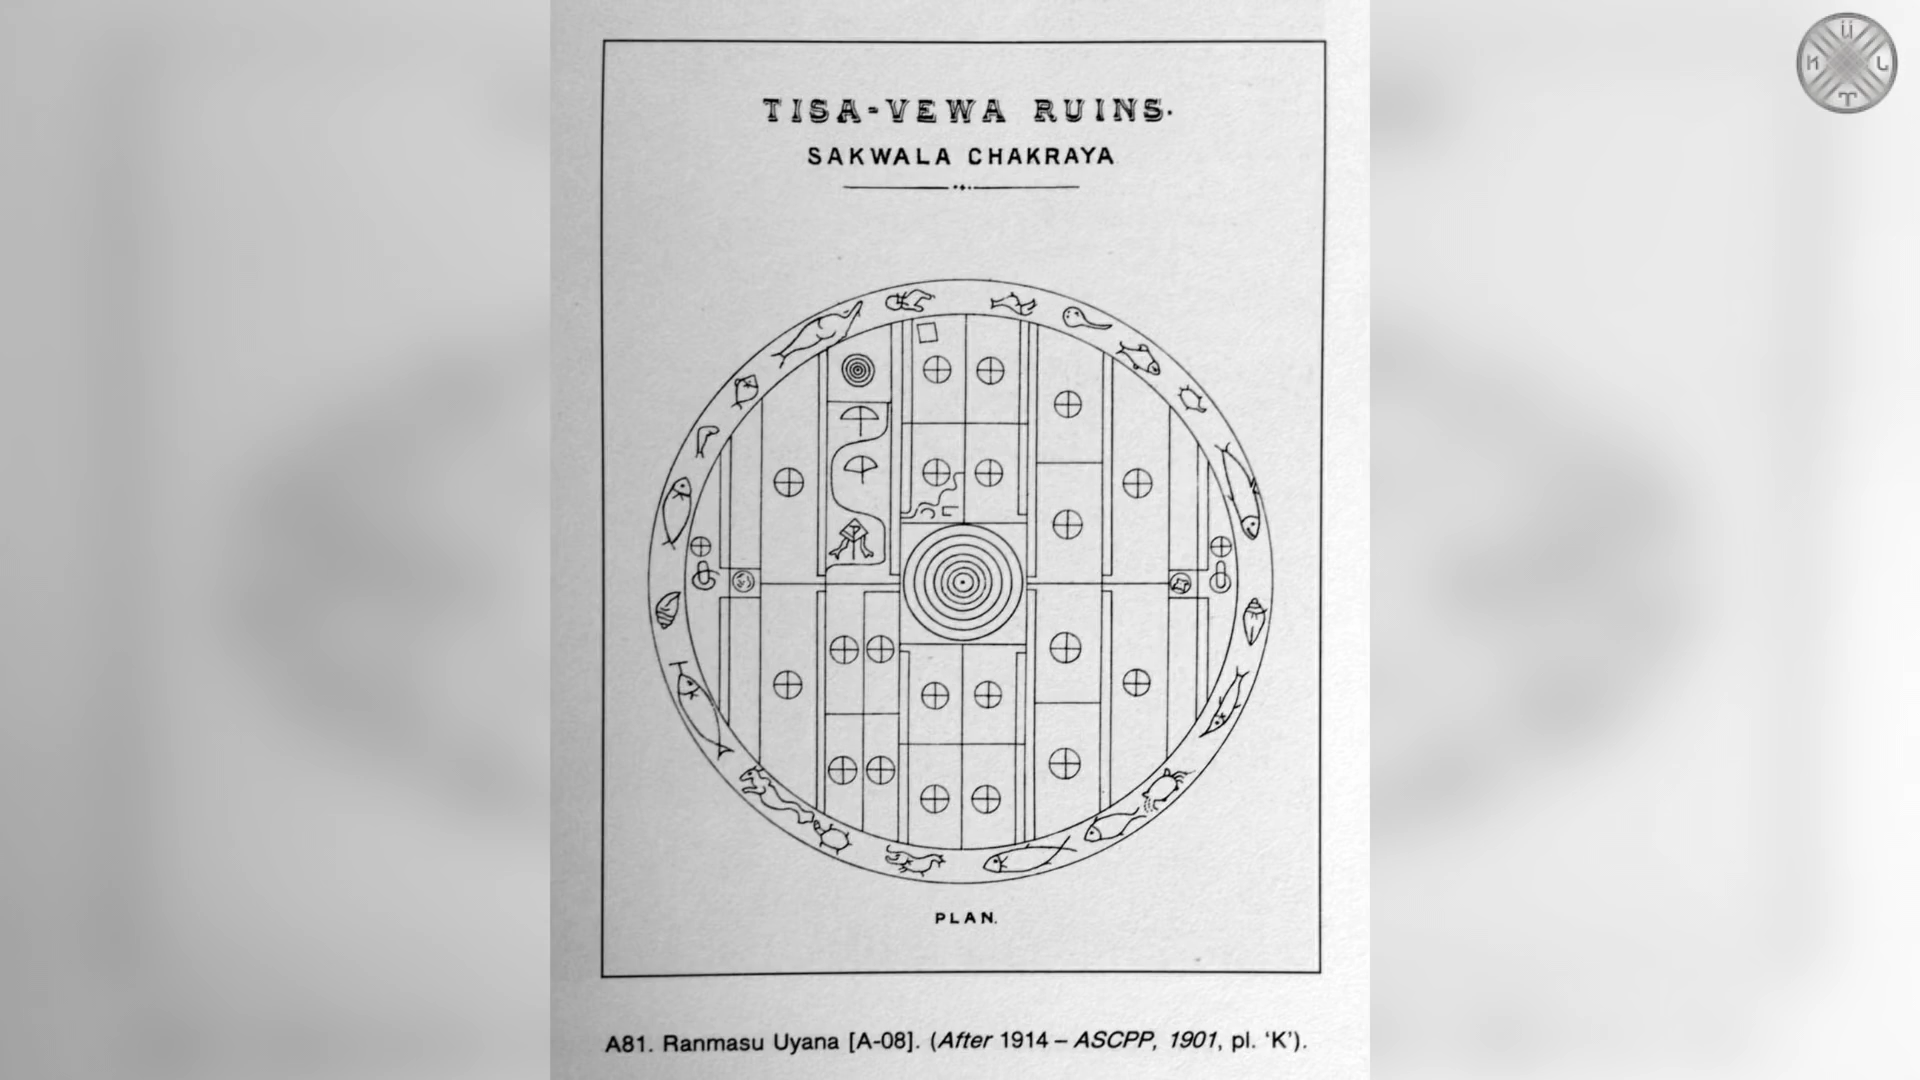 TISA-VEWA RUINS.
SAKWALA CHAKRAYA
PLAN.
A81. Ranmasu Uyana [A-08]. (After 1914 – ASCPP, 1901, pl. 'K').
Ü
K L
T